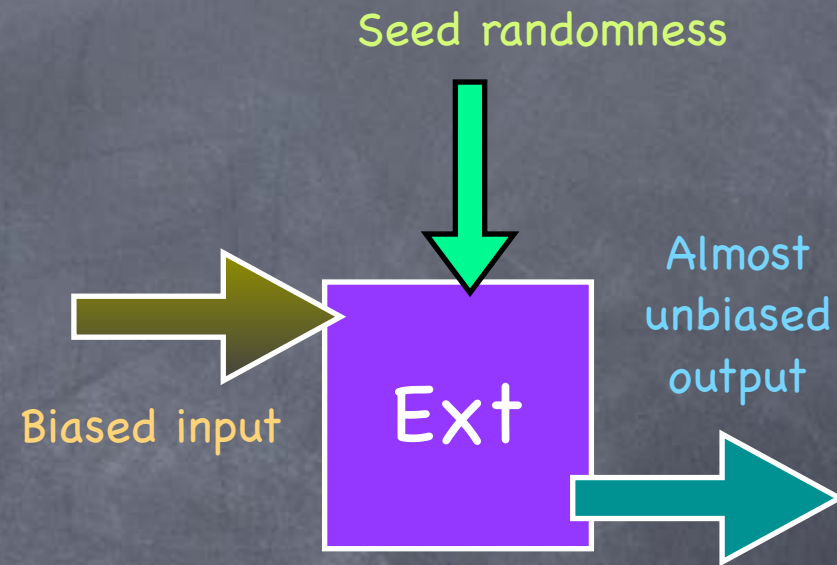 Seed randomness
Almost
unbiased
output
Biased input
Ext